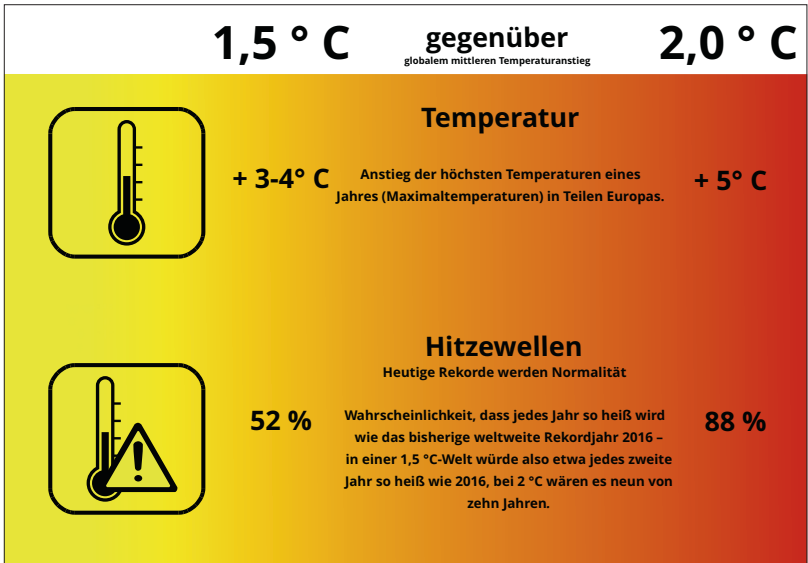 1,5 ° C gegenüber 2,0 ° C
globalem mittleren Temperaturanstieg
Temperatur
+ 3-4° C
Anstieg der höchsten Temperaturen eines
Jahres (Maximaltemperaturen) in Teilen Europas.
+ 5° C
Hitzewellen
Heutige Rekorde werden Normalität
52 %
Wahrscheinlichkeit, dass jedes Jahr so heiß wird
wie das bisherige weltweite Rekordjahr 2016 –
in einer 1,5 °C-Welt würde also etwa jedes zweite
Jahr so heiß wie 2016, bei 2 °C wären es neun von
zehn Jahren.
88 %